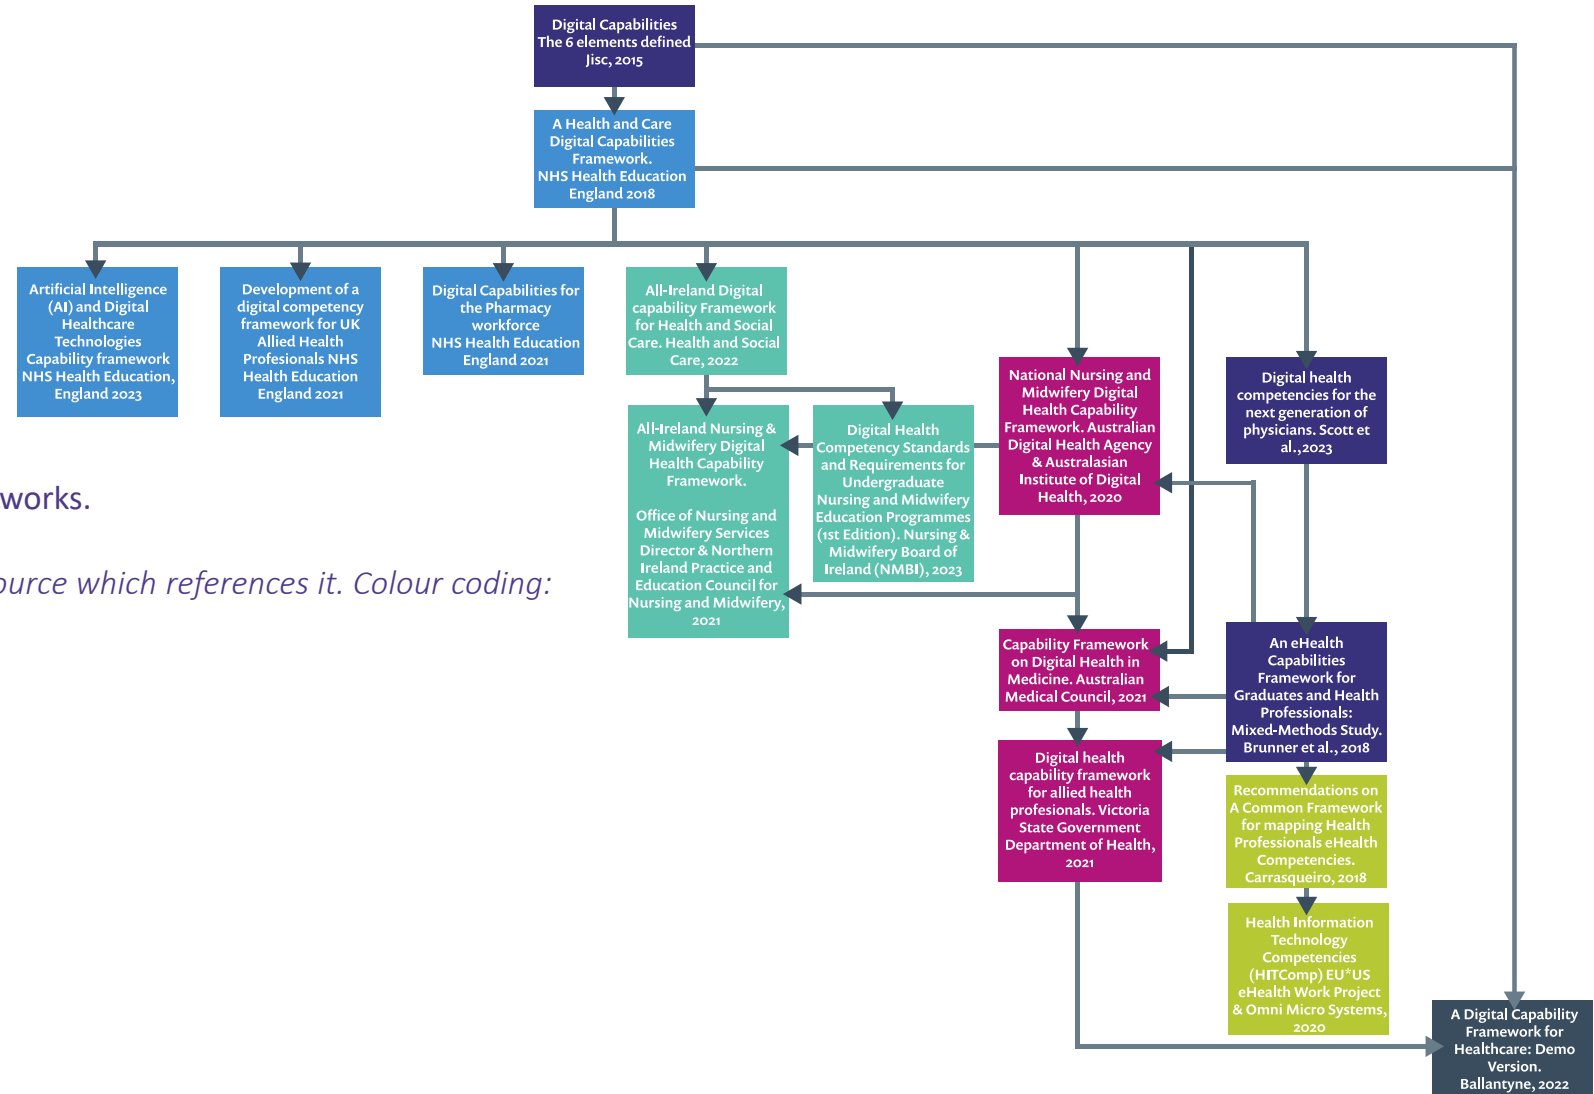 Digital Capabilities
The 6 elements defined
Jisc, 2015
A Health and Care
Digital Capabilities
Framework.
NHS Health Education
England 2018
Artificial Intelligence
(AI) and Digital
Healthcare
Technologies
Capability framework
NHS Health Education,
England 2023
Development of a
digital competency
framework for UK
Allied Health
Profesionals NHS
Health Education
England 2021
Digital Capabilities for
the Pharmacy
workforce
NHS Health Education
England 2021
All-Ireland Digital
capability Framework
for Health and Social
Care. Health and Social
Care, 2022
National Nursing and
Midwifery Digital
Health Capability
Framework. Australian
Digital Health Agency
& Australasian
Institute of Digital
Health, 2020
Digital health
competencies for the
next generation of
physicians. Scott et
al.,2023
All-Ireland Nursing &
Midwifery Digital
Health Capability
Framework.
Office of Nursing and
Midwifery Services
Director & Northern
Ireland Practice and
Education Council for
Nursing and Midwifery,
2021
Digital Health
Competency Standards
and Requirements for
Undergraduate
Nursing and Midwifery
Education Programmes
(1st Edition). Nursing &
Midwifery Board of
Ireland (NMBI), 2023
works.
ource which references it. Colour coding:
Capability Framework
on Digital Health in
Medicine. Australian
Medical Council, 2021
An eHealth
Capabilities
Framework for
Graduates and Health
Professionals:
Mixed-Methods Study.
Brunner et al., 2018
Digital health
capability framework
for allied health
profesionals. Victoria
State Government
Department of Health,
2021
Recommendations on
A Common Framework
for mapping Health
Professionals eHealth
Competencies.
Carrasqueiro, 2018
Health Information
Technology
Competencies
(HITComp) EU*US
eHealth Work Project
& Omni Micro Systems,
2020
A Digital Capability
Framework for
Healthcare: Demo
Version.
Ballantyne, 2022